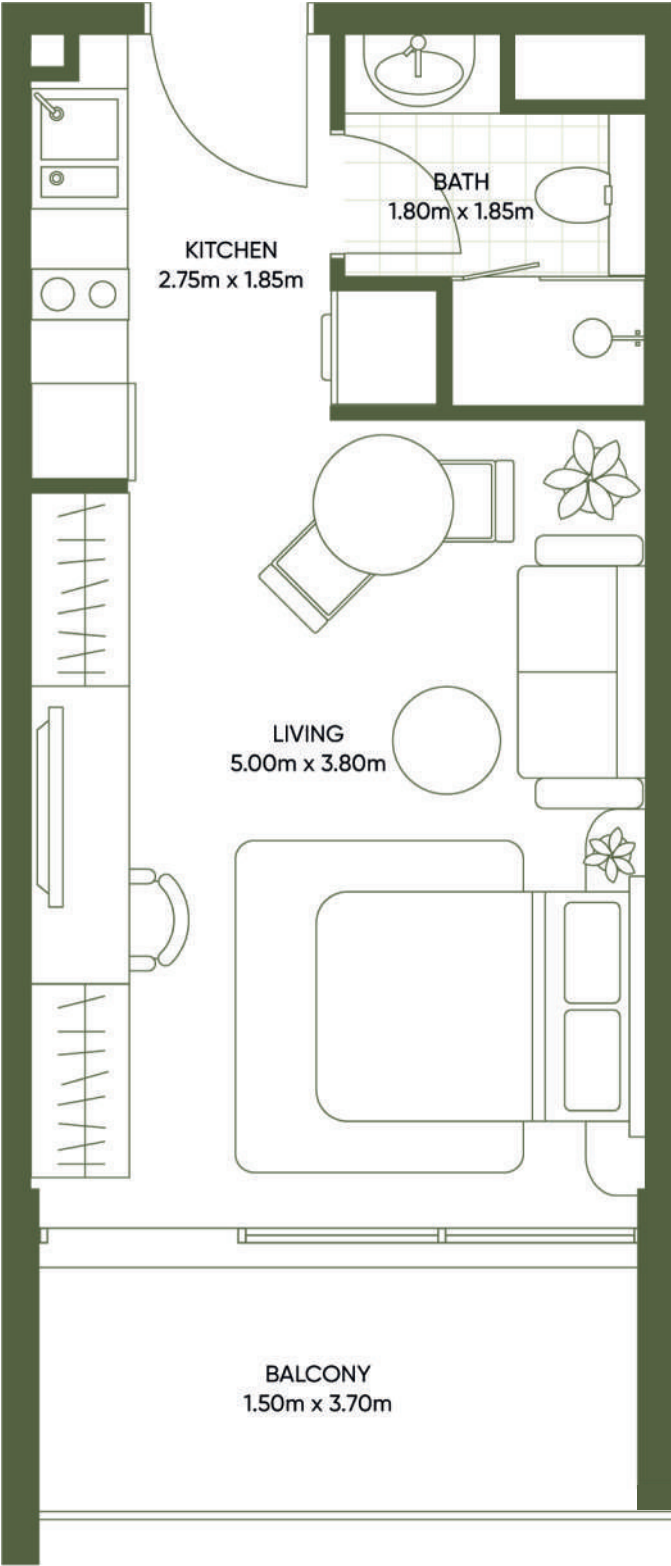 BATH
1.80m x 1.85m
KITCHEN
2.75m x 1.85m
LIVING
5.00m x 3.80m
BALCONY
1.50m x 3.70m